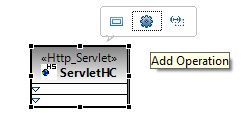 Add Operation
«Http_Servlet»
HS
ServletHC